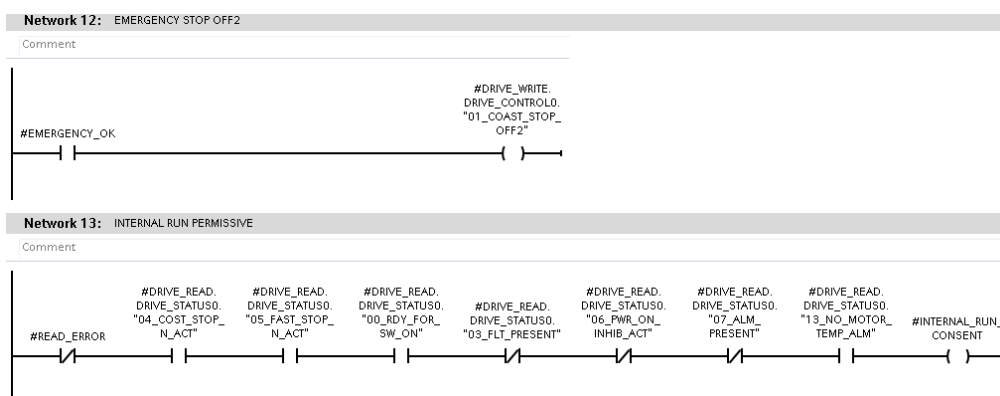 Network 12: EMERGENCY STOP OFF2
Comment
#DRIVE_WRITE.
DRIVE_CONTROL0.
"01_COAST_STOP_
OFF2"
#EMERGENCY_OK
Network 13: INTERNAL RUN PERMISSIVE
Comment
#READ_ERROR
#DRIVE_READ.
DRIVE_STATUS0.
"04_COST_STOP_
N_ACT"
#DRIVE_READ.
DRIVE_STATUS0.
"05_FAST_STOP_
N_ACT"
#DRIVE_READ.
DRIVE_STATUS0.
"00_RDY_FOR_
SW_ON"
#DRIVE_READ.
DRIVE_STATUS0.
"03_FLT_PRESENT"
#DRIVE_READ.
DRIVE_STATUS0.
"06_PWR_ON_
INHIB_ACT"
#DRIVE_READ.
DRIVE_STATUS0.
"07_ALM_
PRESENT"
#DRIVE_READ.
DRIVE_STATUS0.
"13_NO_MOTOR_
TEMP_ALM"
#INTERNAL_RUN_
CONSENT